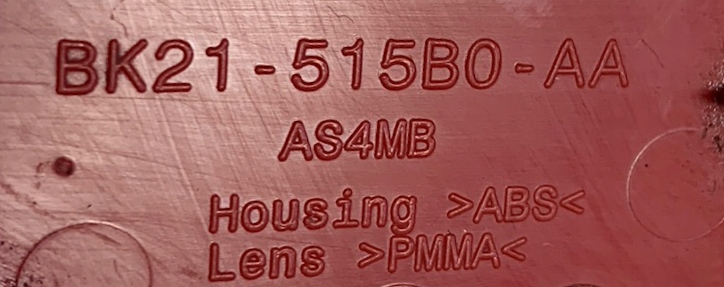 BK21-515B0-AA
AS4MB
Housing >ABS<
Lens >PMMA<